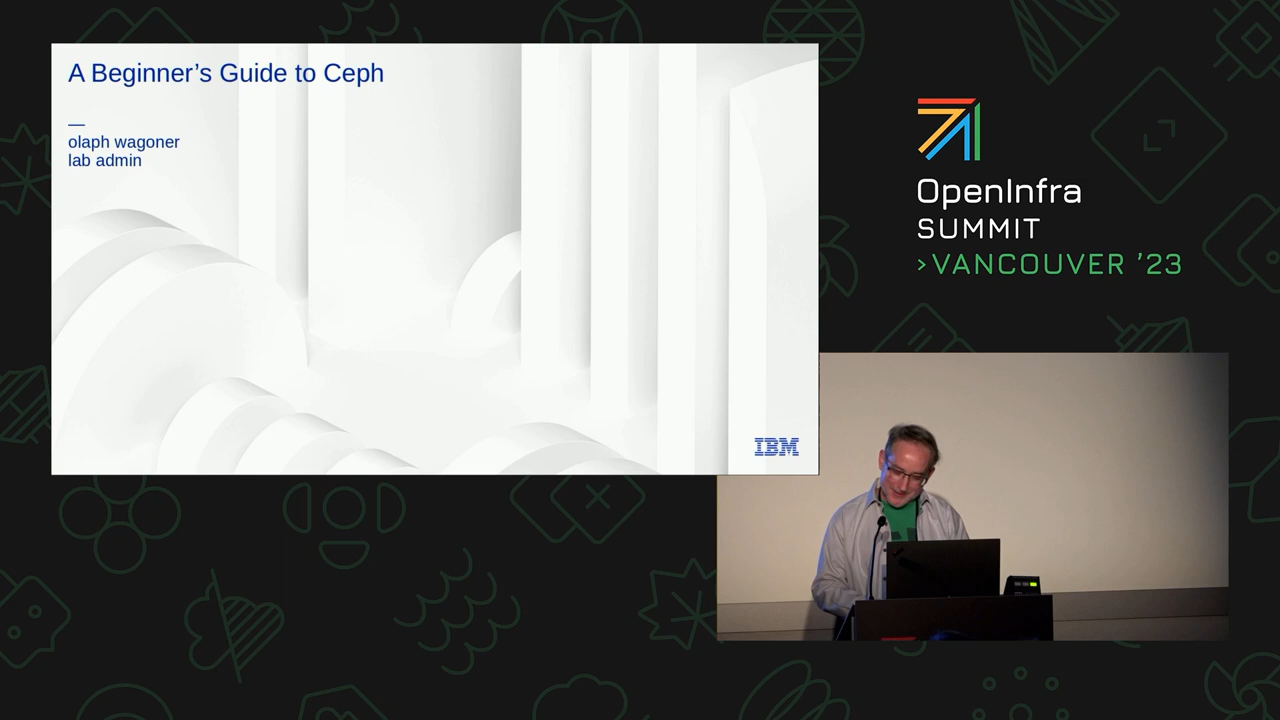 A Beginner’s Guide to Ceph
—
olaph wagoner
lab admin
IBM
OpenInfra
SUMMIT
>VANCOUVER ’23